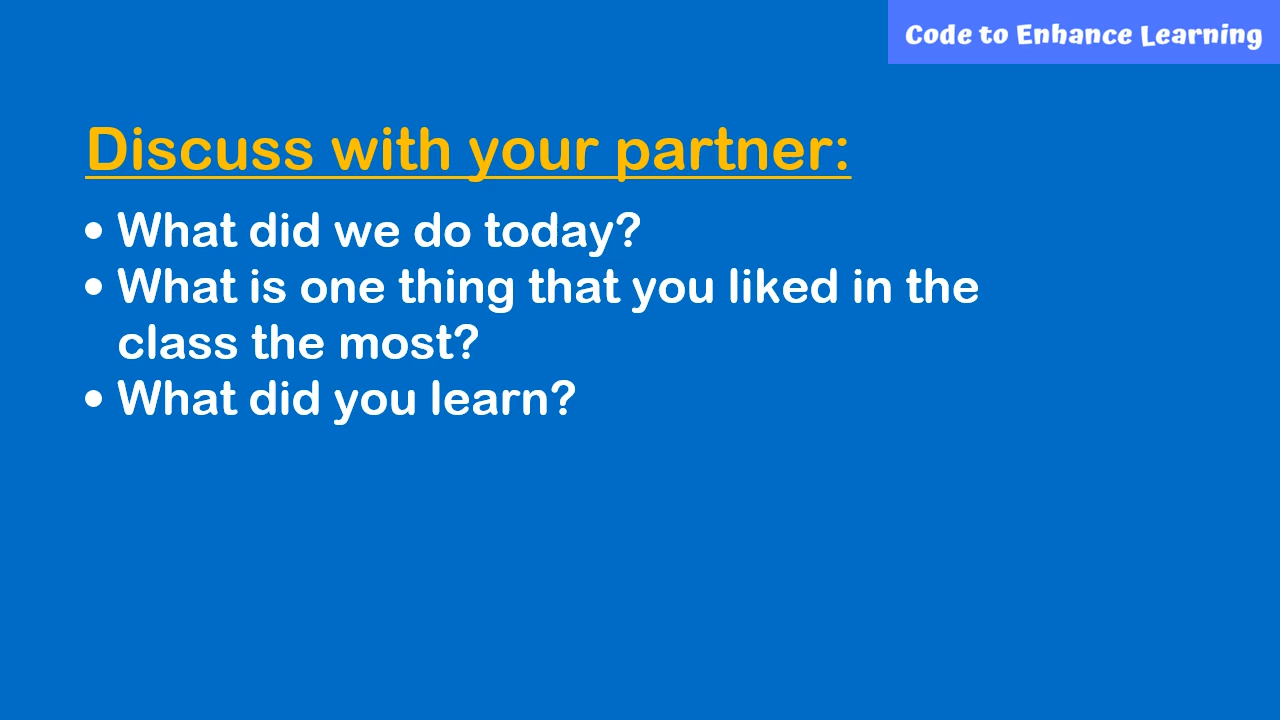 Code to Enhance Learning
Discuss with your partner:
• What did we do today?
• What is one thing that you liked in the
class the most?
• What did you learn?